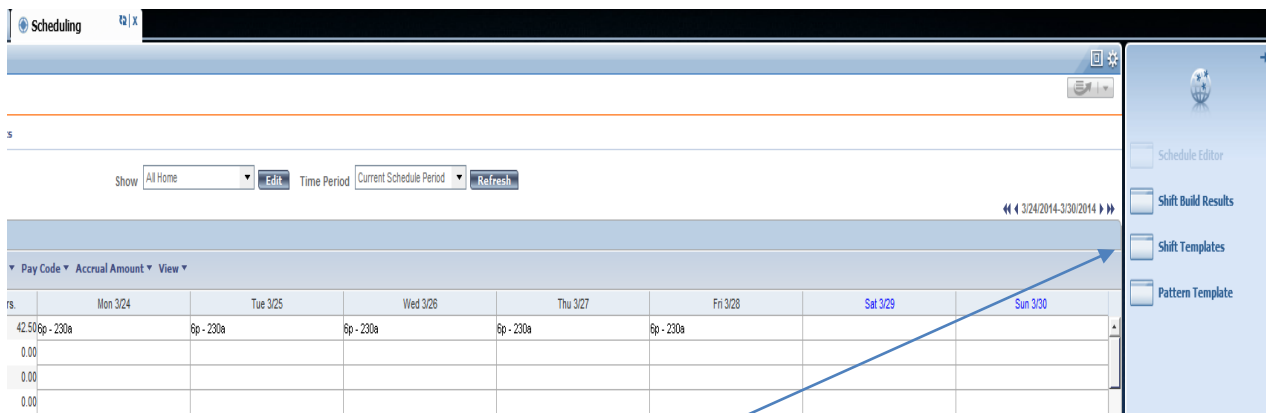 Scheduling x
ts
Show All Home Edit Time Period Current Schedule Period Refresh
3/24/2014-3/30/2014
Pay Code Accrual Amount View
rs. Mon 3/24 Tue 3/25 Wed 3/26 Thu 3/27 Fri 3/28 Sat 3/29 Sun 3/30
42.50 6p - 230a 6p - 230a 6p - 230a 6p - 230a 6p - 230a
0.00
0.00
0.00
Schedule Editor
Shift Build Results
Shift Templates
Pattern Template